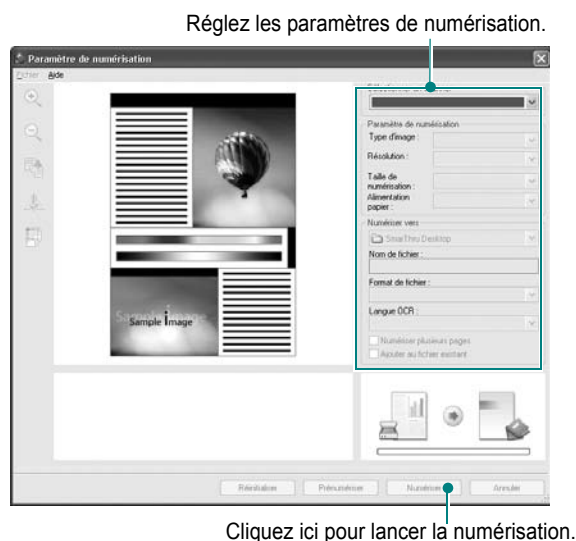 Réglez les paramètres de numérisation.
Paramètre de numérisation
Fichier Aide
Paramètre de numérisation
Type d'image :
Résolution :
Taille de
numérisation :
Alimentation
papier :
Numériser vers
SmarThru Desktop
Nom de fichier :
Format de fichier :
Langue OCR :
Numériser plusieurs pages
Ajouter au fichier existant
Sample Image
Sample Image
Réinitialiser Prénumériser Numériser Annuler
Cliquez ici pour lancer la numérisation.